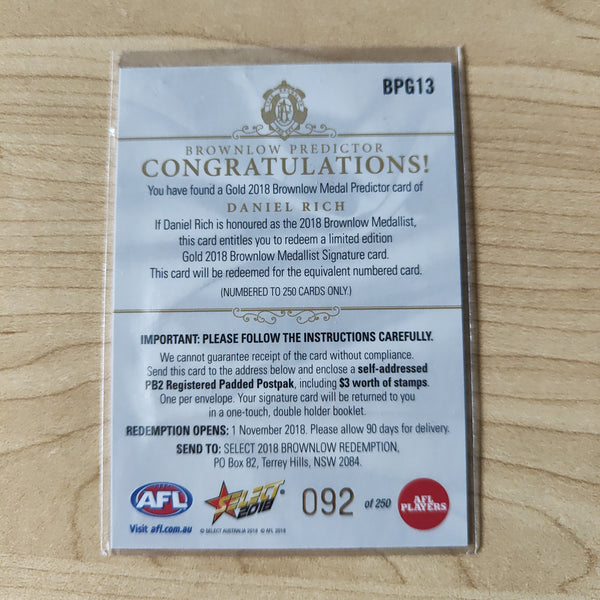 BPG13
BROWNLOW PREDICTOR
CONGRATULATIONS!
You have found a Gold 2018 Brownlow Medal Predictor card of
DANIEL RICH
If Daniel Rich is honoured as the 2018 Brownlow Medallist,
this card entitles you to redeem a limited edition
Gold 2018 Brownlow Medallist Signature card.
This card will be redeemed for the equivalent numbered card.
(NUMBERED TO 250 CARDS ONLY.)
IMPORTANT: PLEASE FOLLOW THE INSTRUCTIONS CAREFULLY.
We cannot guarantee receipt of the card without compliance.
Send this card to the address below and enclose a self-addressed
PB2 Registered Padded Postpak, including $3 worth of stamps.
One per envelope. Your signature card will be returned to you
in a one-touch, double holder booklet.
REDEMPTION OPENS: 1 November 2018. Please allow 90 days for delivery.
SEND TO: SELECT 2018 BROWNLOW REDEMPTION,
PO Box 82, Terrey Hills, NSW 2084.
AFL
Visit afl.com.au
SELECT
2018
© SELECT AUSTRALIA 2018 © AFL 2018
092 of 250
AFL
PLAYERS